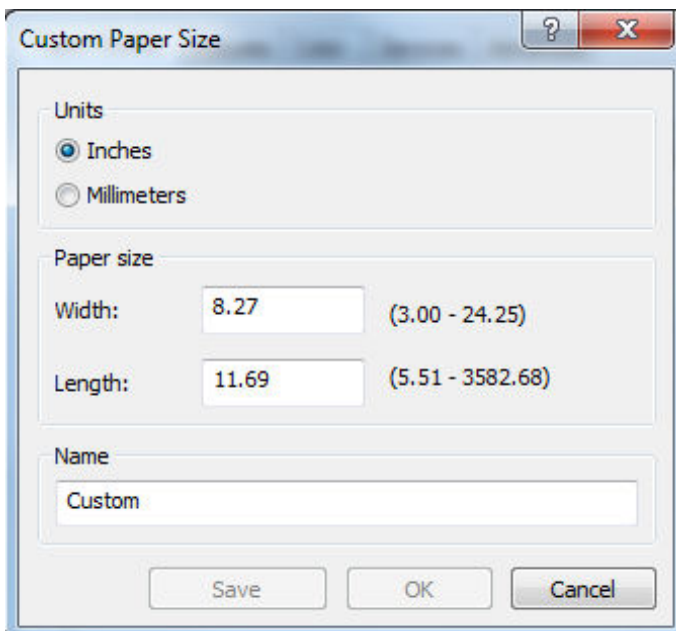 Custom Paper Size
Units
Inches
Millimeters
Paper size
Width: 8.27 (3.00 - 24.25)
Length: 11.69 (5.51 - 3582.68)
Name
Custom
Save OK Cancel